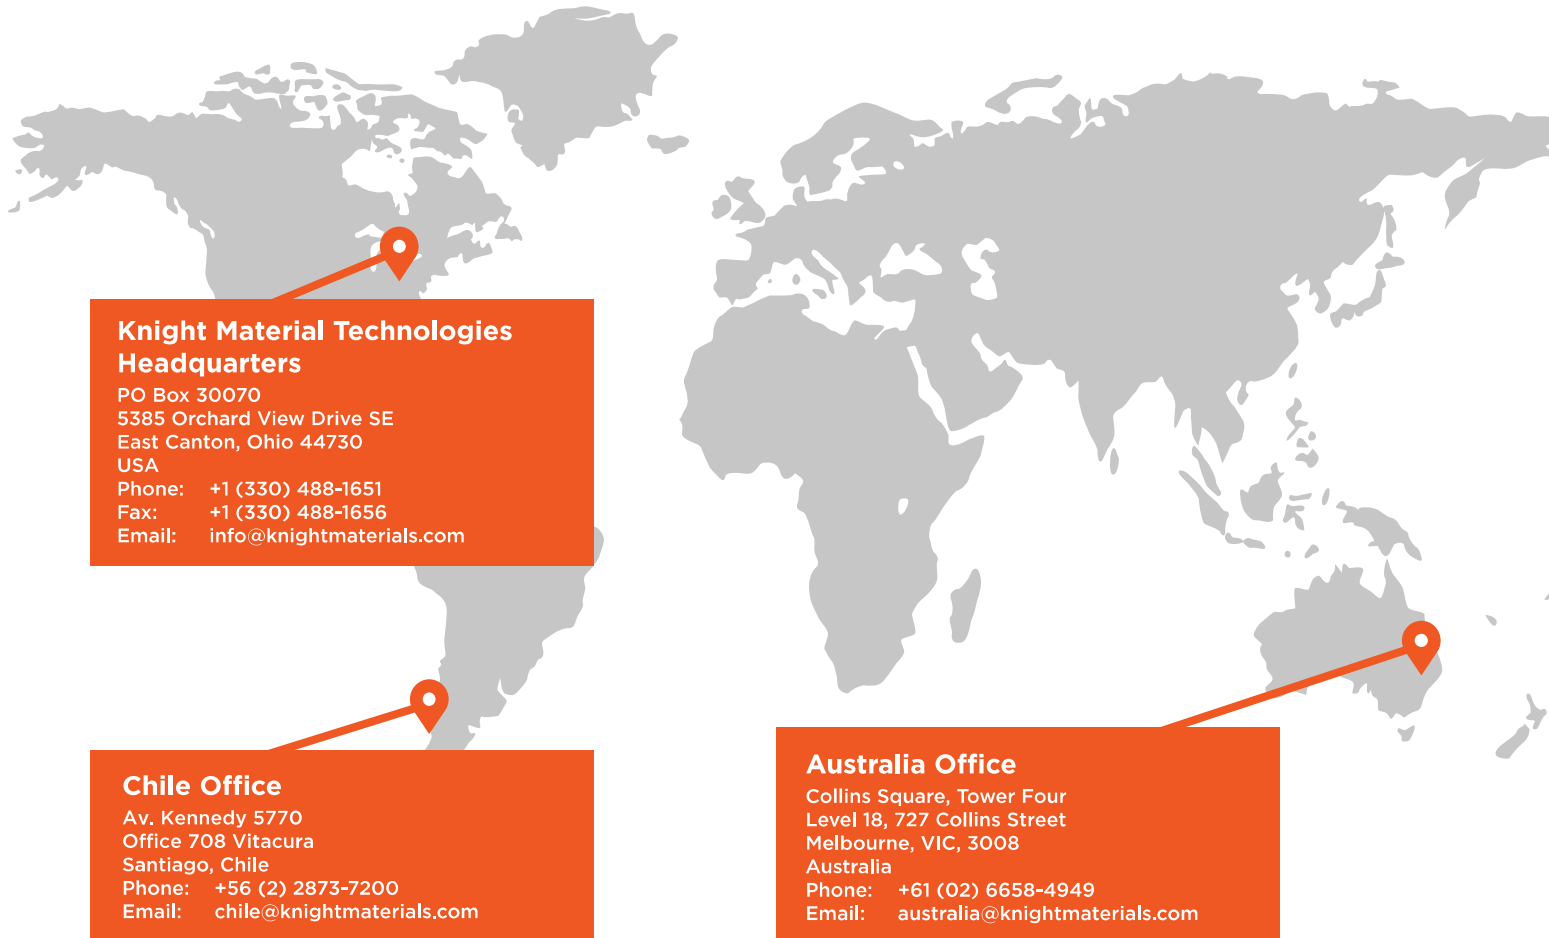 Knight Material Technologies
Headquarters
PO Box 30070
5385 Orchard View Drive SE
East Canton, Ohio 44730
USA
Phone: +1 (330) 488-1651
Fax: +1 (330) 488-1656
Email: info@knightmaterials.com
Chile Office
Av. Kennedy 5770
Office 708 Vitacura
Santiago, Chile
Phone: +56 (2) 2873-7200
Email: chile@knightmaterials.com
Australia Office
Collins Square, Tower Four
Level 18, 727 Collins Street
Melbourne, VIC, 3008
Australia
Phone: +61 (02) 6658-4949
Email: australia@knightmaterials.com